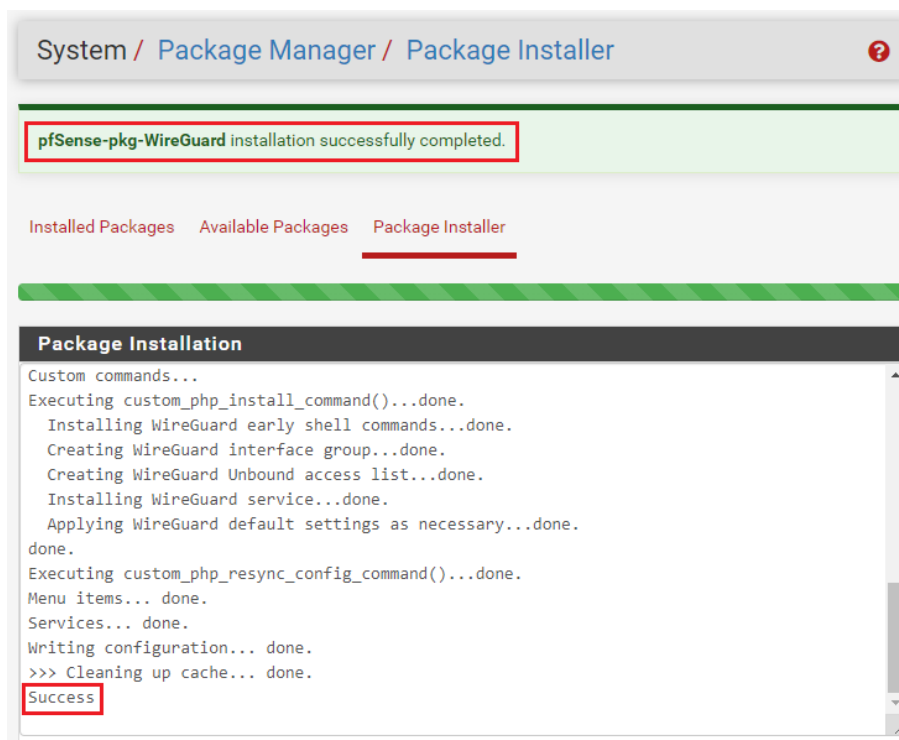 System / Package Manager / Package Installer
pfSense-pkg-WireGuard installation successfully completed.
Installed Packages Available Packages Package Installer
Package Installation
Custom commands...
Executing custom_php_install_command()...done.
  Installing WireGuard early shell commands...done.
  Creating WireGuard interface group...done.
  Creating WireGuard Unbound access list...done.
  Installing WireGuard service...done.
  Applying WireGuard default settings as necessary...done.
done.
Executing custom_php_resync_config_command()...done.
Menu items... done.
Services... done.
Writing configuration... done.
>>> Cleaning up cache... done.
Success